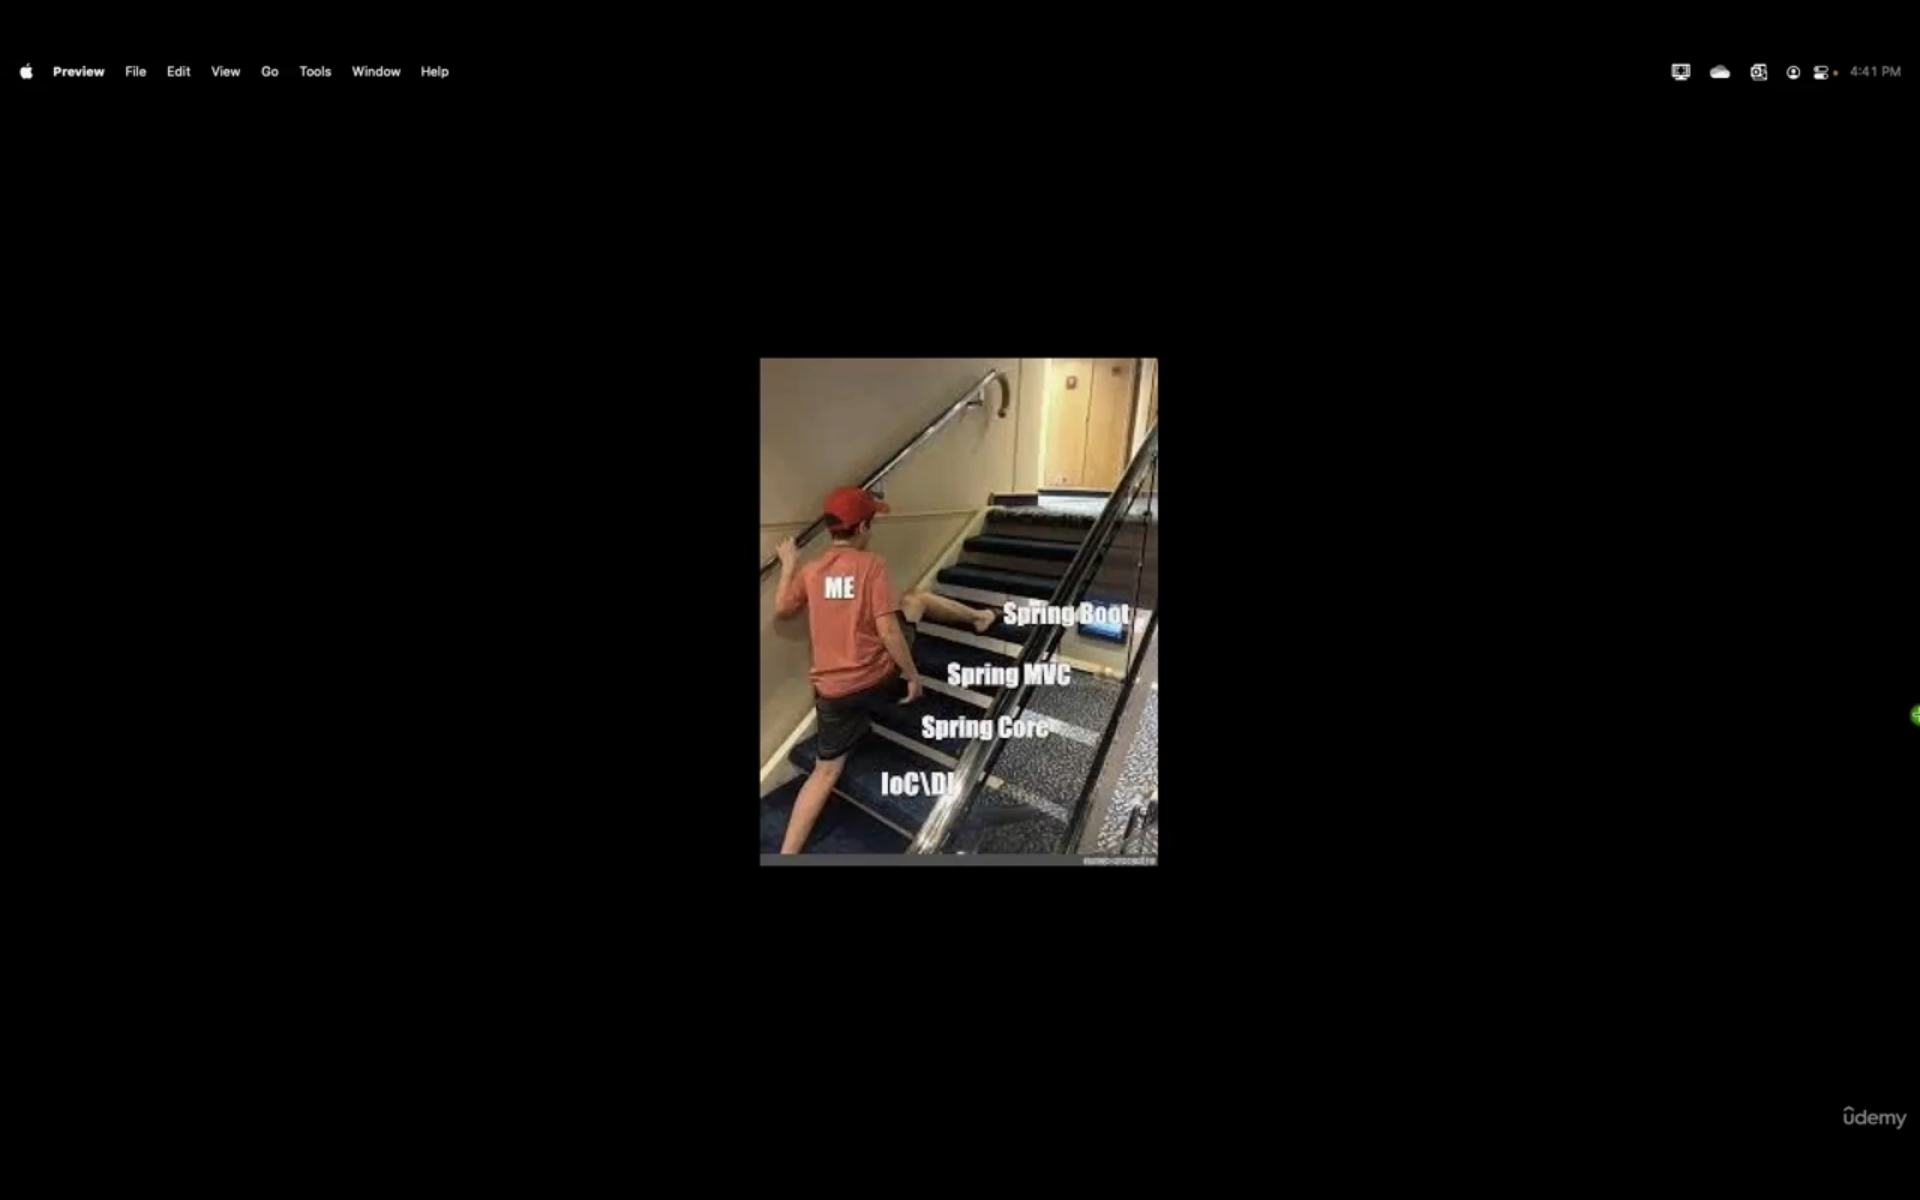 Preview File Edit View Go Tools Window Help
4:41 PM
ME
Spring Boot
Spring MVC
Spring Core
IoC\DI
ûdemy